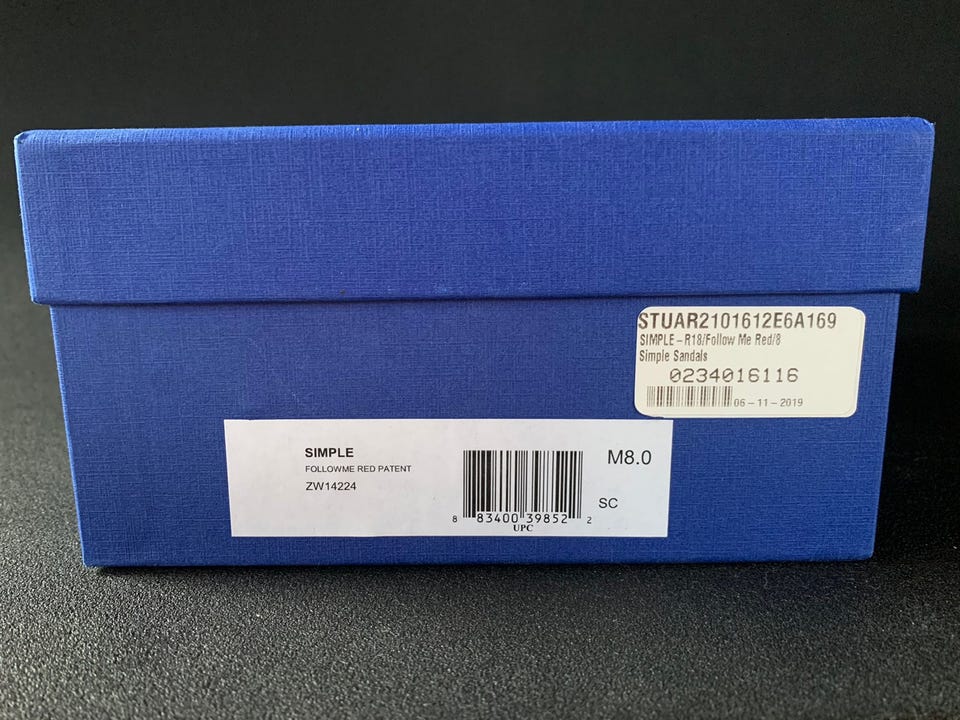 STUAR2101612E6A169
SIMPLE - R18/Follow Me Red/8
Simple Sandals
0234016116
06 - 11 - 2019
SIMPLE
FOLLOWME RED PATENT
ZW14224
M8.0
SC
8 83400 39852 2
UPC